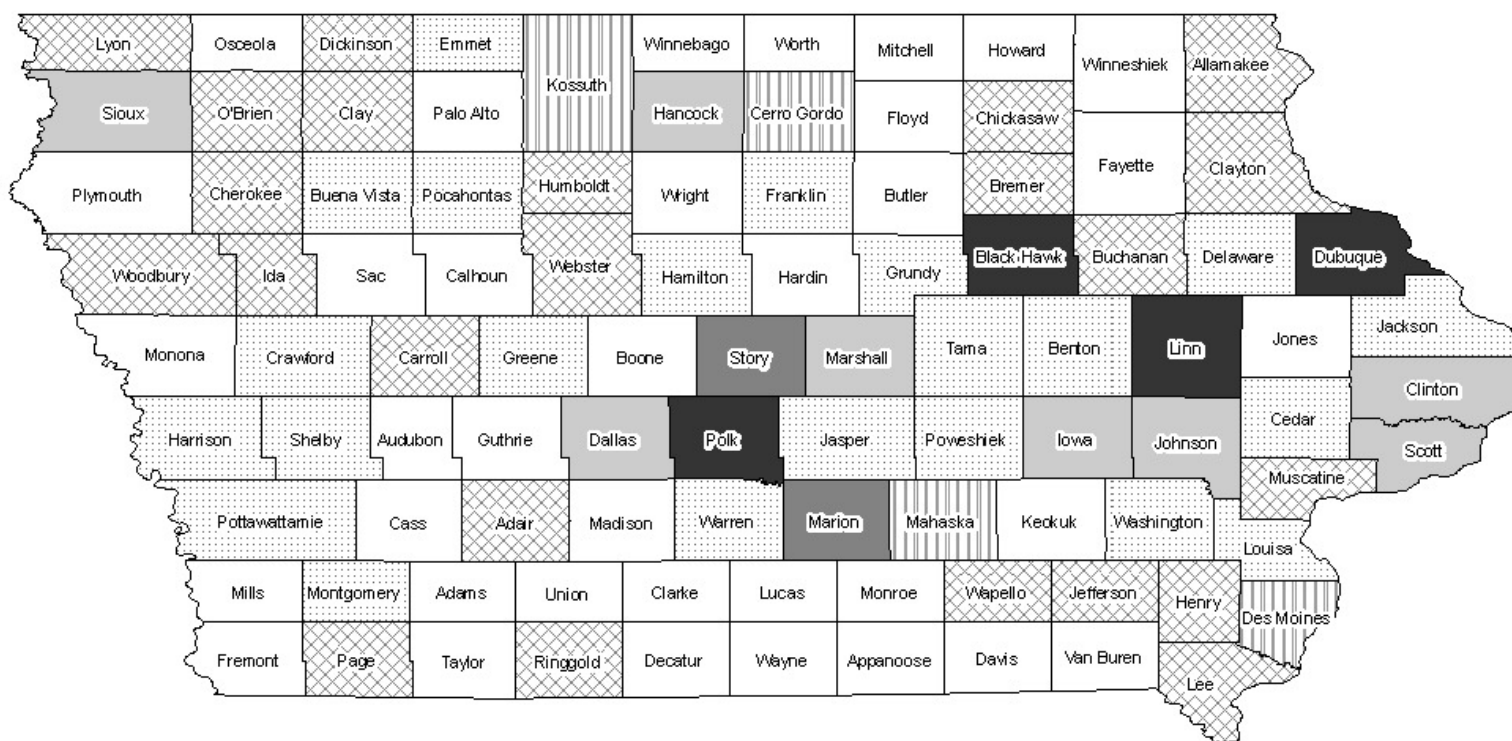 Lyon
Osceola
Dickinson
Emmet
Kossuth
Winnebago
Worth
Mitchell
Howard
Winneshiek
Allamakee
Sioux
O'Brien
Clay
Palo Alto
Hancock
Cerro Gordo
Floyd
Chickasaw
Plymouth
Cherokee
Buena Vista
Pocahontas
Humboldt
Wright
Franklin
Butler
Bremer
Fayette
Clayton
Woodbury
Ida
Sac
Calhoun
Webster
Hamilton
Hardin
Grundy
Black Hawk
Buchanan
Delaware
Dubuque
Monona
Crawford
Carroll
Greene
Boone
Story
Marshall
Tama
Benton
Linn
Jones
Jackson
Clinton
Harrison
Shelby
Audubon
Guthrie
Dallas
Polk
Jasper
Poweshiek
Iowa
Johnson
Cedar
Scott
Muscatine
Pottawattamie
Cass
Adair
Madison
Warren
Marion
Mahaska
Keokuk
Washington
Louisa
Mills
Montgomery
Adams
Union
Clarke
Lucas
Monroe
Wapello
Jefferson
Henry
Des Moines
Fremont
Page
Taylor
Ringgold
Decatur
Wayne
Appanoose
Davis
Van Buren
Lee